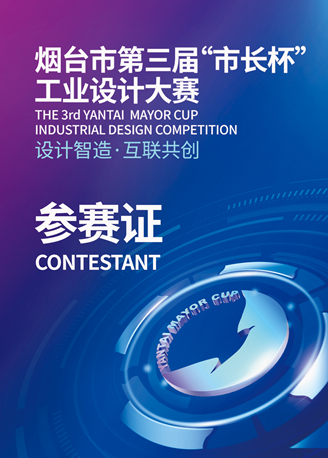 烟台市第三届“市长杯”
工业设计大赛
THE 3rd YANTAI MAYOR CUP
INDUSTRIAL DESIGN COMPETITION
设计智造·互联共创
参赛证
CONTESTANT
YANTAI MAYOR CUP